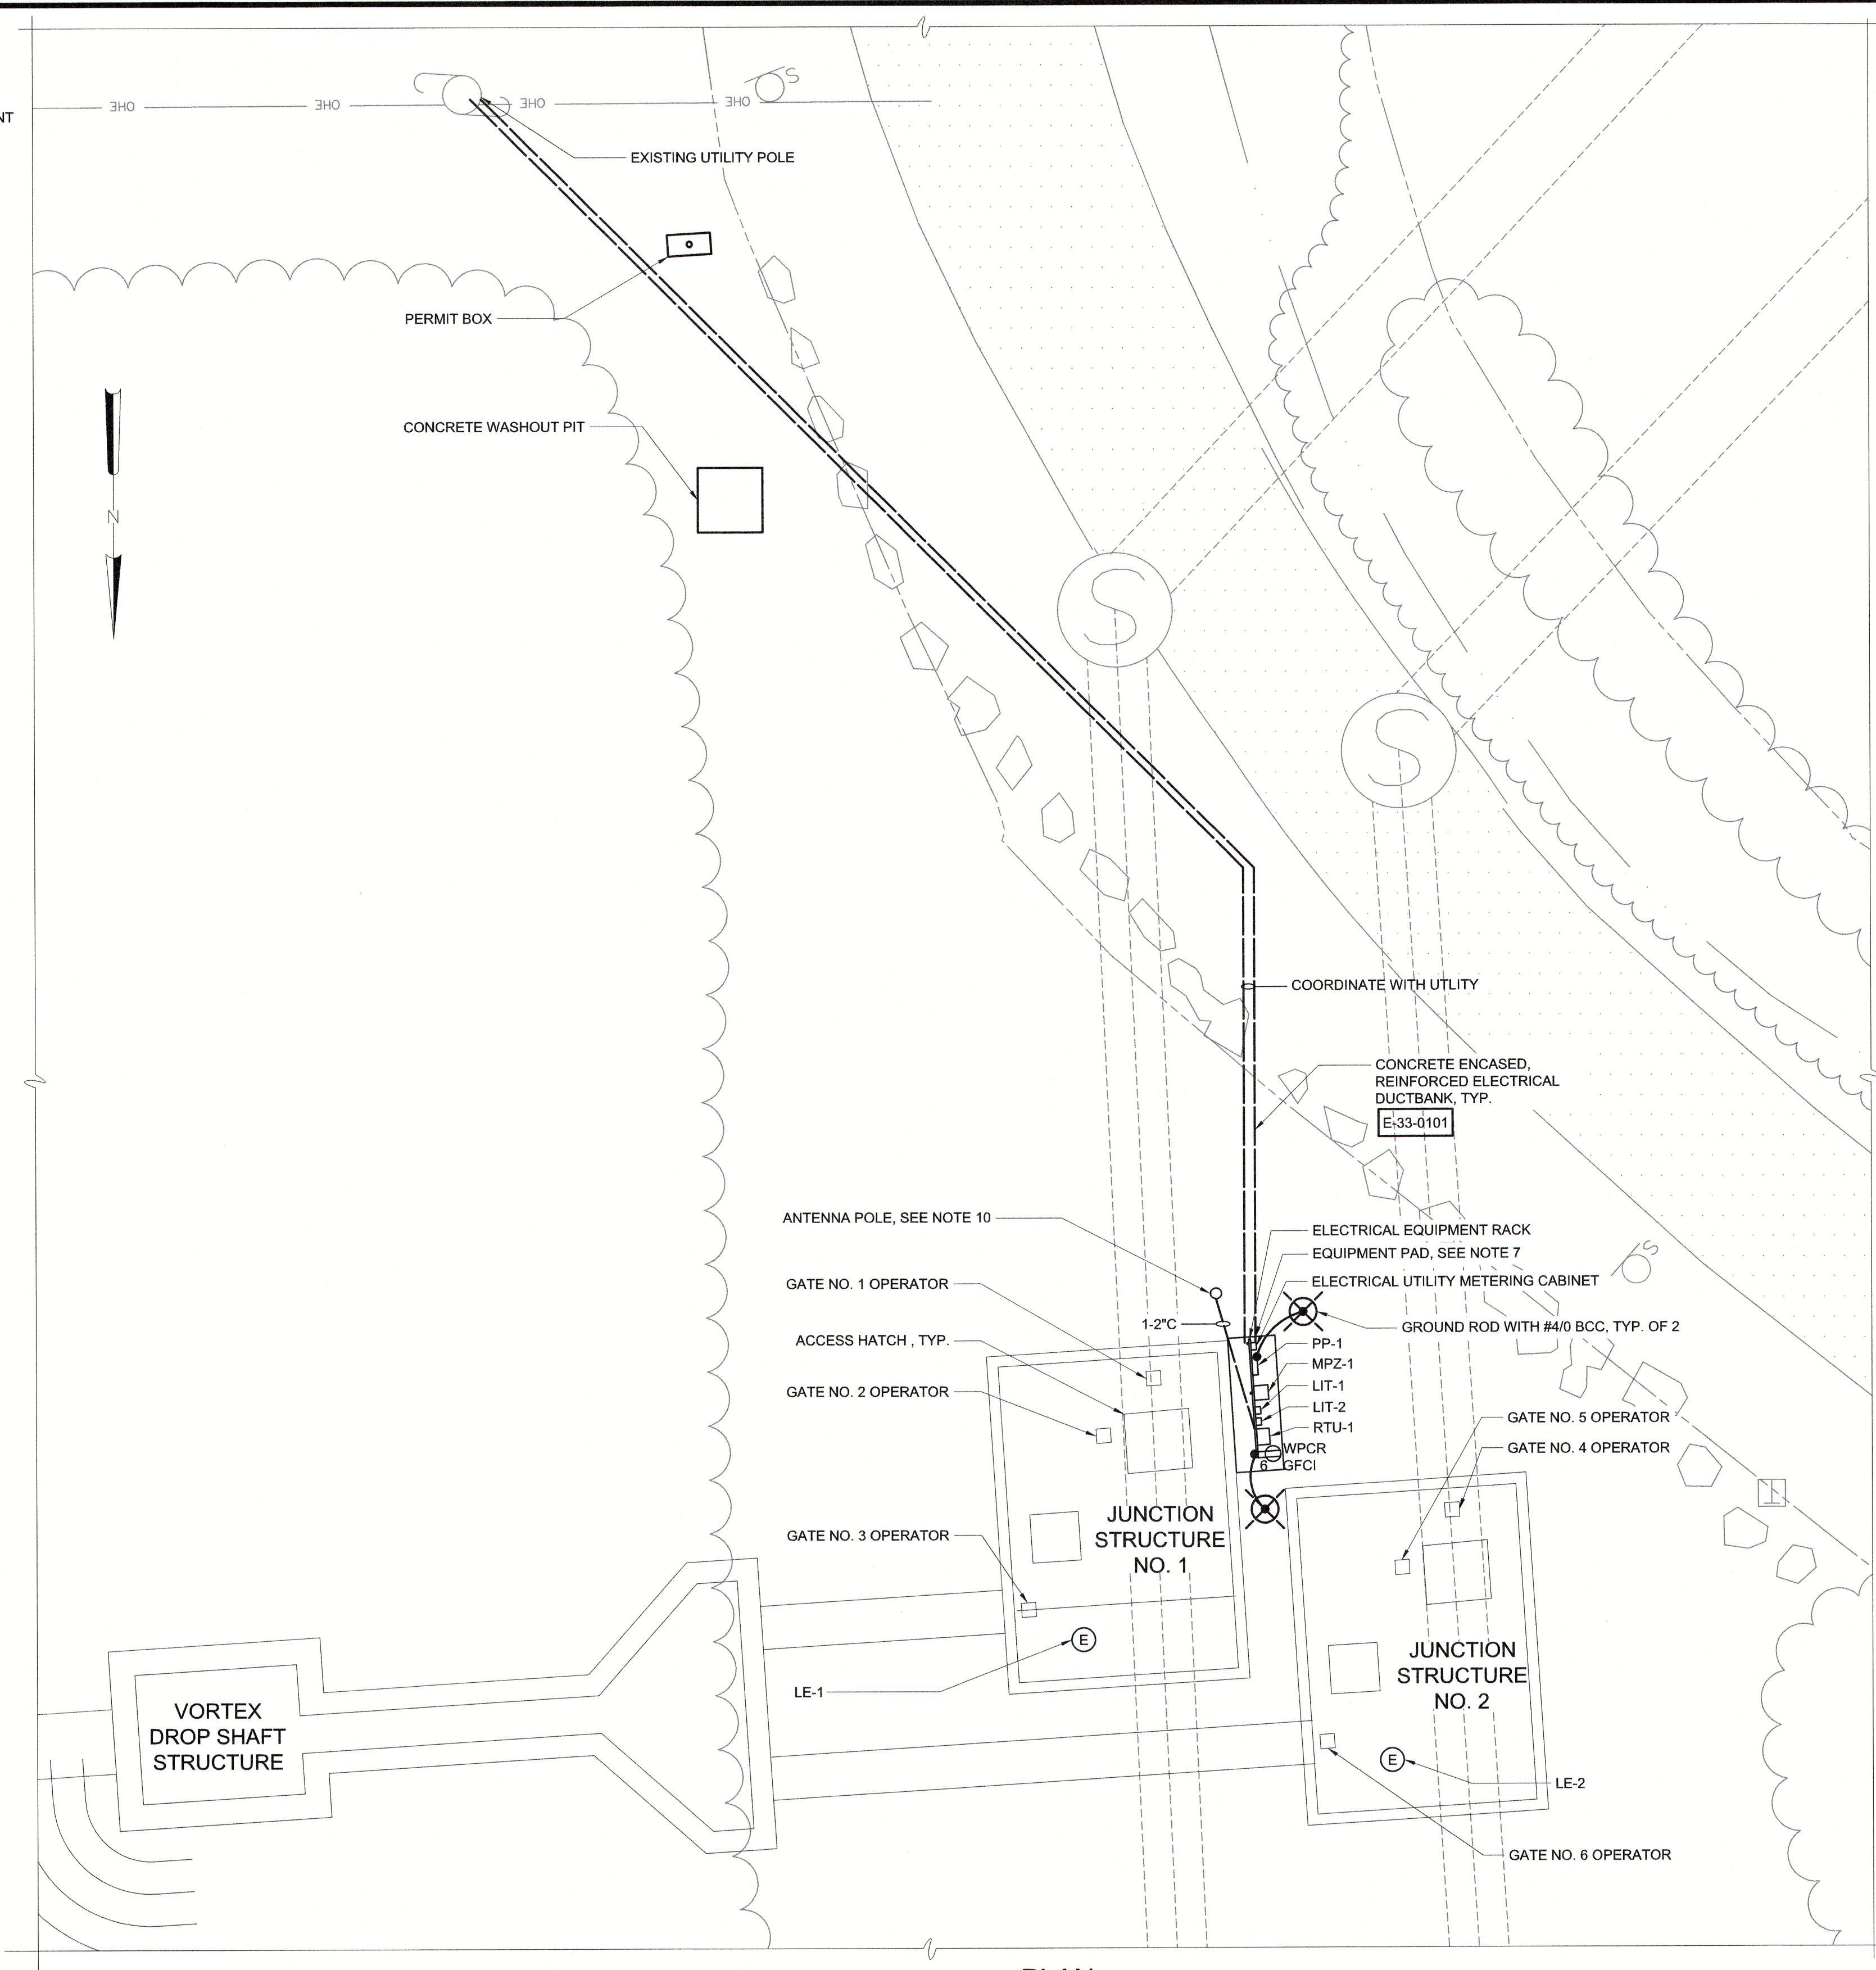 NT
OHE
OHE
OHE
OHE
S
EXISTING UTILITY POLE
PERMIT BOX
CONCRETE WASHOUT PIT
N
S
S
COORDINATE WITH UTLITY
CONCRETE ENCASED,
REINFORCED ELECTRICAL
DUCTBANK, TYP.
E-33-0101
ANTENNA POLE, SEE NOTE 10
ELECTRICAL EQUIPMENT RACK
EQUIPMENT PAD, SEE NOTE 7
ELECTRICAL UTILITY METERING CABINET
S
GATE NO. 1 OPERATOR
1-2"C
GROUND ROD WITH #4/0 BCC, TYP. OF 2
ACCESS HATCH , TYP.
PP-1
MPZ-1
LIT-1
LIT-2
RTU-1
WPCR
6 GFCI
GATE NO. 2 OPERATOR
GATE NO. 5 OPERATOR
GATE NO. 4 OPERATOR
GATE NO. 3 OPERATOR
JUNCTION
STRUCTURE
NO. 1
E
LE-1
JUNCTION
STRUCTURE
NO. 2
E
LE-2
VORTEX
DROP SHAFT
STRUCTURE
GATE NO. 6 OPERATOR